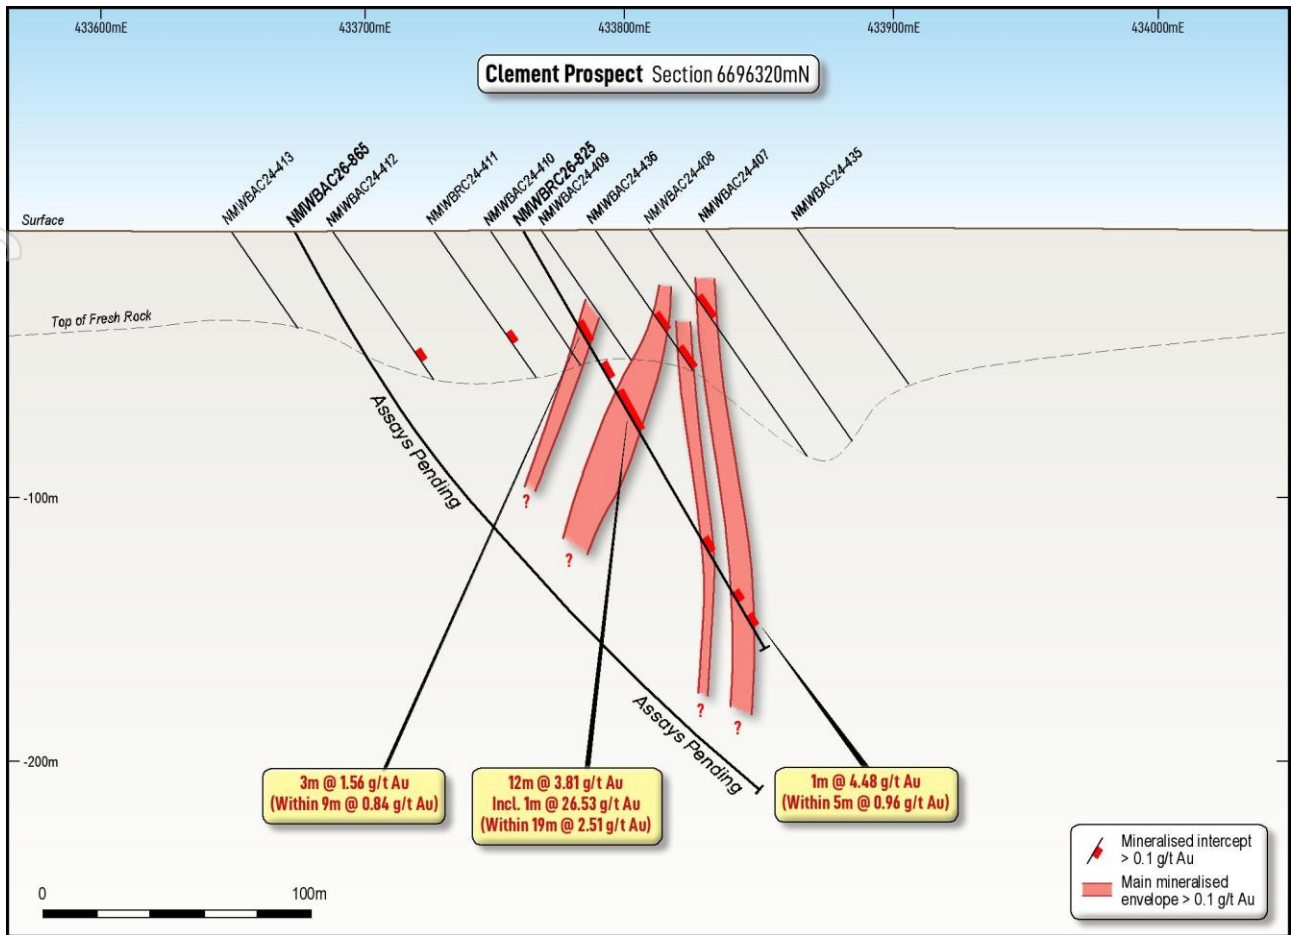 433600mE
433700mE
433800mE
433900mE
434000mE
Clement Prospect Section 6696320mN
NMWBAC24-413
NMWBAC26-865
NMWBAC24-412
NMWBRC24-411
NMWBAC24-410
NMWBRC26-825
NMWBAC24-409
NMWBAC24-436
NMWBAC24-408
NMWBAC24-407
NMWBAC24-435
Surface
Top of Fresh Rock
Assays Pending
-100m
?
?
Assays Pending
?
?
-200m
3m @ 1.56 g/t Au
(Within 9m @ 0.84 g/t Au)
12m @ 3.81 g/t Au
Incl. 1m @ 26.53 g/t Au
(Within 19m @ 2.51 g/t Au)
1m @ 4.48 g/t Au
(Within 5m @ 0.96 g/t Au)
Mineralised intercept
> 0.1 g/t Au
Main mineralised
envelope > 0.1 g/t Au
0
100m